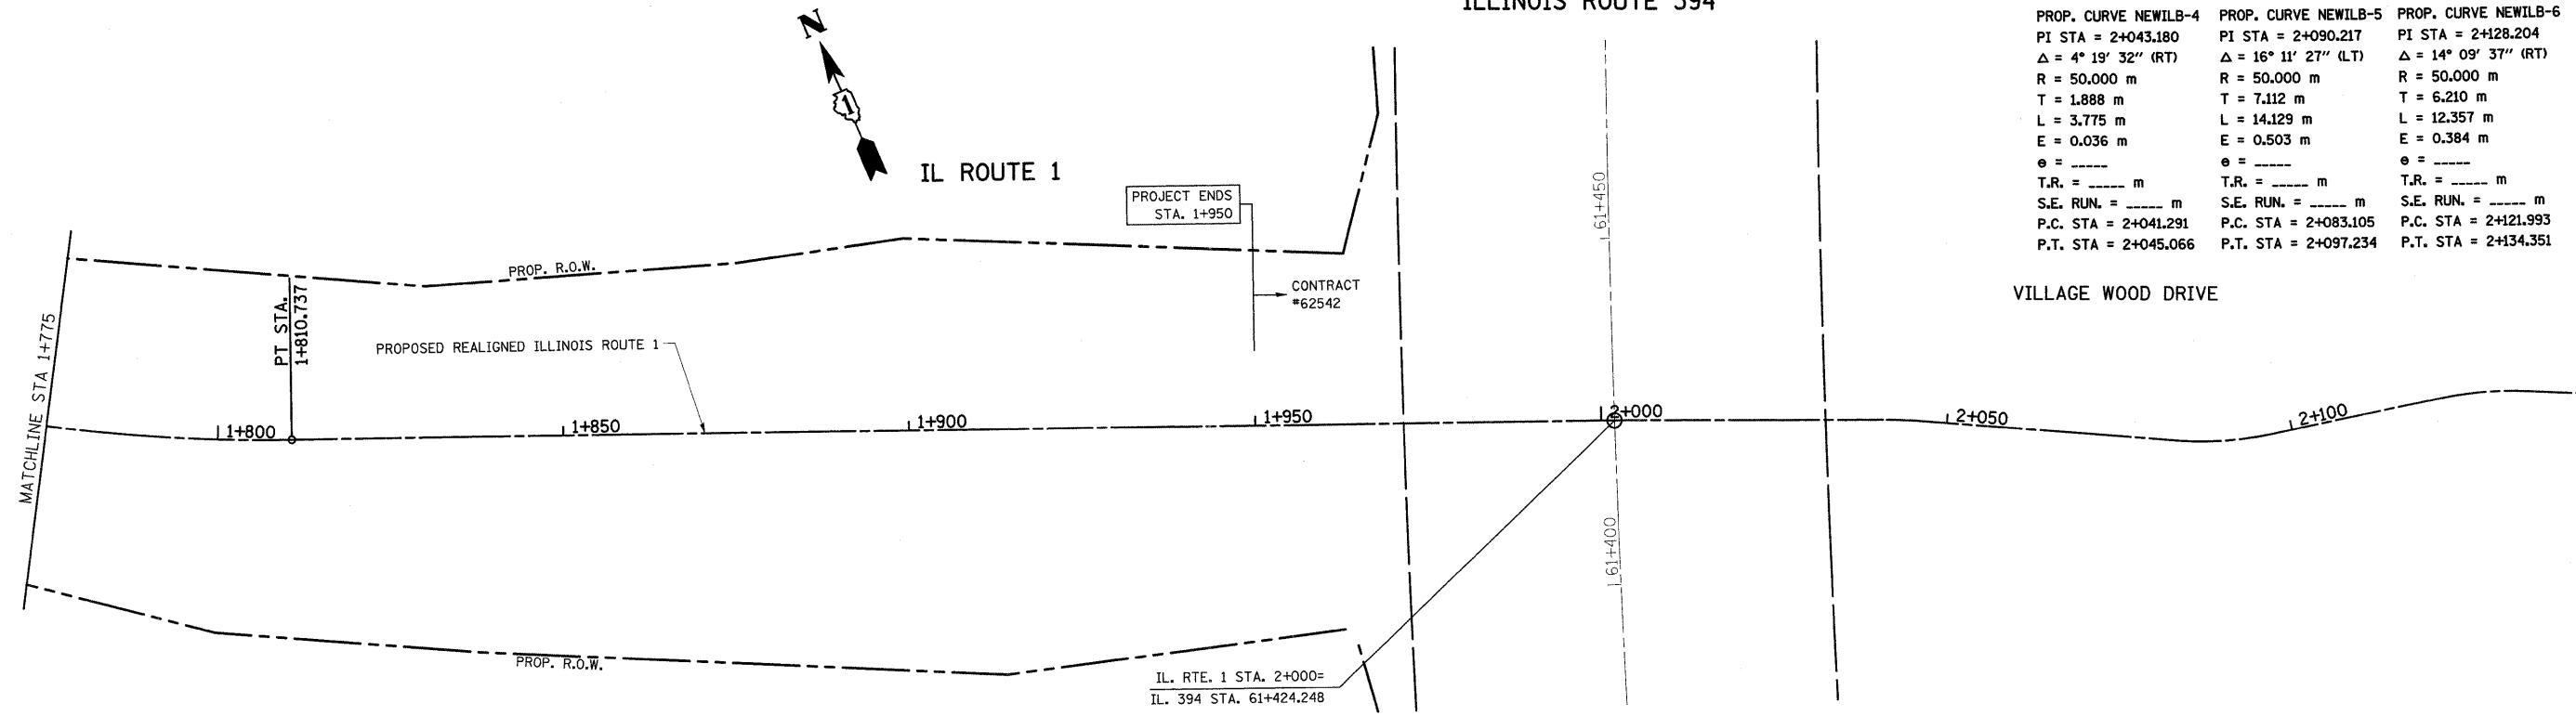 ILLINOIS ROUTE 394
PROP. CURVE NEWILB-4
PI STA = 2+043.180
Δ = 4° 19' 32" (RT)
R = 50.000 m
T = 1.888 m
L = 3.775 m
E = 0.036 m
e = _____
T.R. = _____ m
S.E. RUN. = _____ m
P.C. STA = 2+041.291
P.T. STA = 2+045.066
PROP. CURVE NEWILB-5
PI STA = 2+090.217
Δ = 16° 11' 27" (LT)
R = 50.000 m
T = 7.112 m
L = 14.129 m
E = 0.503 m
e = _____
T.R. = _____ m
S.E. RUN. = _____ m
P.C. STA = 2+083.105
P.T. STA = 2+097.234
PROP. CURVE NEWILB-6
PI STA = 2+128.204
Δ = 14° 09' 37" (RT)
R = 50.000 m
T = 6.210 m
L = 12.357 m
E = 0.384 m
e = _____
T.R. = _____ m
S.E. RUN. = _____ m
P.C. STA = 2+121.993
P.T. STA = 2+134.351
N
1
IL ROUTE 1
PROJECT ENDS
STA. 1+950
61+450
PROP. R.O.W.
CONTRACT
#62542
VILLAGE WOOD DRIVE
MATCHLINE STA 1+775
PT STA.
1+810.737
PROPOSED REALIGNED ILLINOIS ROUTE 1
1+800
1+850
1+900
1+950
2+000
2+050
2+100
61+400
PROP. R.O.W.
IL. RTE. 1 STA. 2+000=
IL. 394 STA. 61+424.248